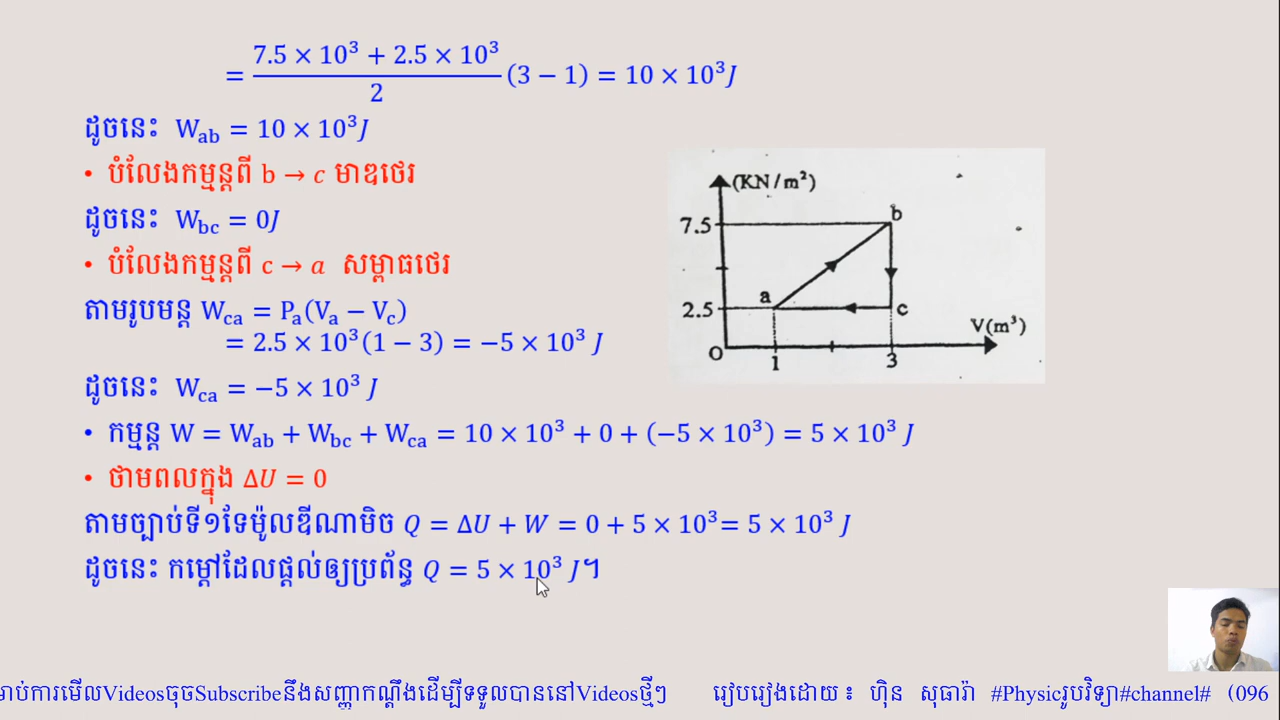 = (7.5 × 10³ + 2.5 × 10³)/2 (3 − 1) = 10 × 10³J
ដូចនេះ W_ab = 10 × 10³J
• បំលែងកម្មន្តពី b → c មាឌថេរ
ដូចនេះ W_bc = 0J
• បំលែងកម្មន្តពី c → a សម្ពាធថេរ
តាមរូបមន្ត W_ca = P_a(V_a − V_c)
= 2.5 × 10³(1 − 3) = −5 × 10³ J
ដូចនេះ W_ca = −5 × 10³ J
• កម្មន្ត W = W_ab + W_bc + W_ca = 10 × 10³ + 0 + (−5 × 10³) = 5 × 10³ J
• ថាមពលក្នុង ΔU = 0
តាមច្បាប់ទី១ទែម៉ូលឌីណាមិច Q = ΔU + W = 0 + 5 × 10³= 5 × 10³ J
ដូចនេះ កម្តៅដែលផ្តល់ឲ្យប្រព័ន្ធ Q = 5 × 10³ J។
(KN/m²)
7.5
b
a
2.5
c
V(m³)
O
1
3
ការមើលVideosចុចSubscribeនឹងសញ្ញាកណ្តឹងដើម្បីទទួលបាននៅVideosថ្មីៗ រៀបរៀងដោយ ៖ ហ៊ិន សុធារ៉ា #Physicរូបវិទ្យា#channel# (096